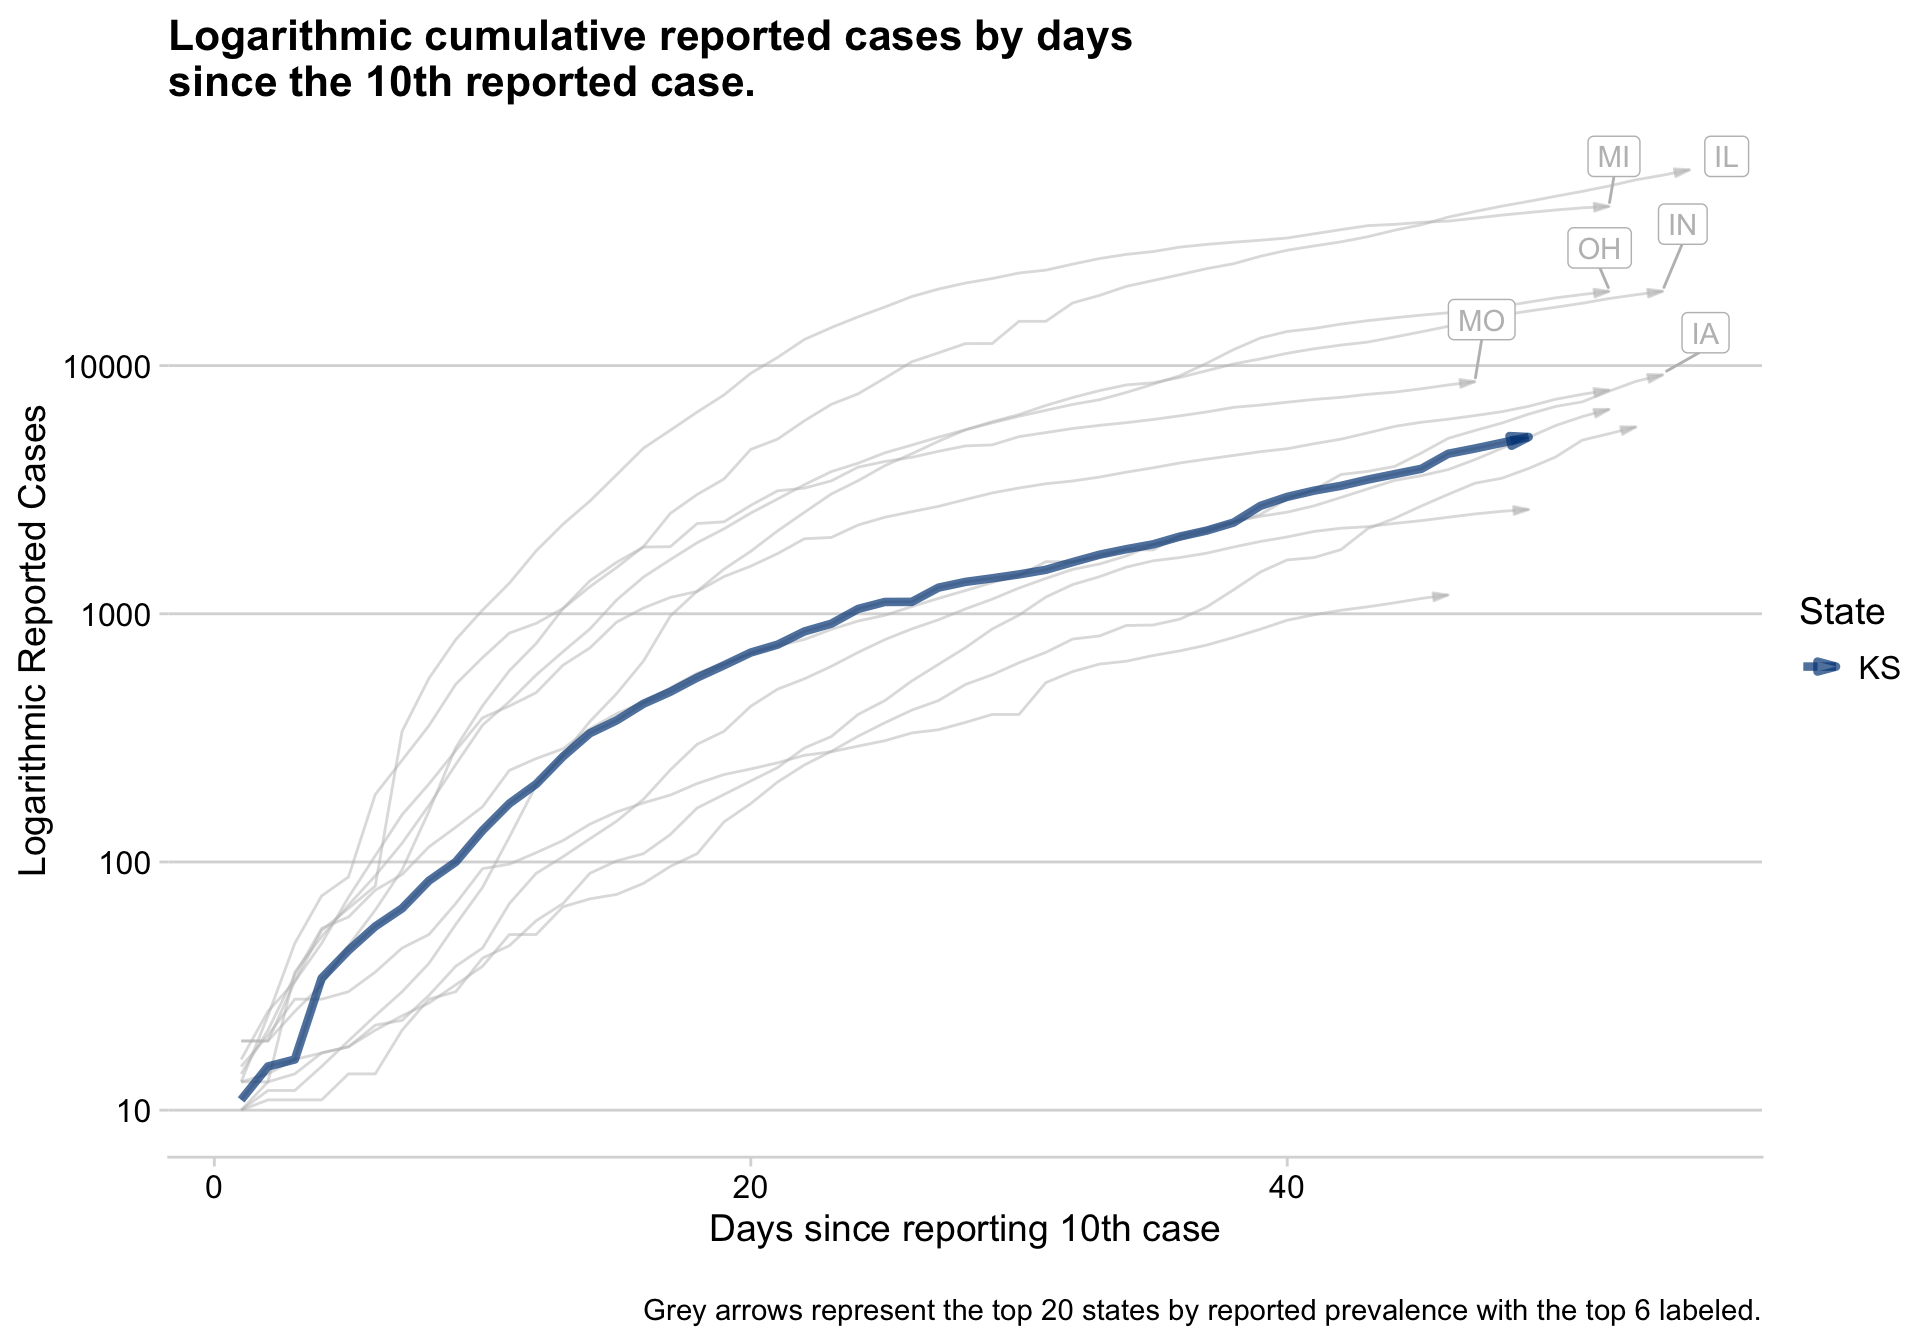 Logarithmic cumulative reported cases by days
since the 10th reported case.
MI
IL
IN
OH
MO
IA
10000
1000
100
10
Logarithmic Reported Cases
State
KS
0
20
40
Days since reporting 10th case
Grey arrows represent the top 20 states by reported prevalence with the top 6 labeled.